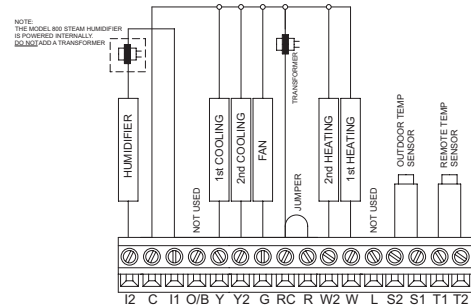 NOTE:
THE MODEL 800 STEAM HUMIDIFIER
IS POWERED INTERNALLY.
DO NOT ADD A TRANSFORMER
TRANSFORMER
HUMIDIFIER
NOT USED
1st COOLING
2nd COOLING
FAN
JUMPER
2nd HEATING
1st HEATING
NOT USED
OUTDOOR TEMP
SENSOR
REMOTE TEMP
SENSOR
I2 C I1 O/B Y Y2 G RC R W2 W L S2 S1 T1 T2